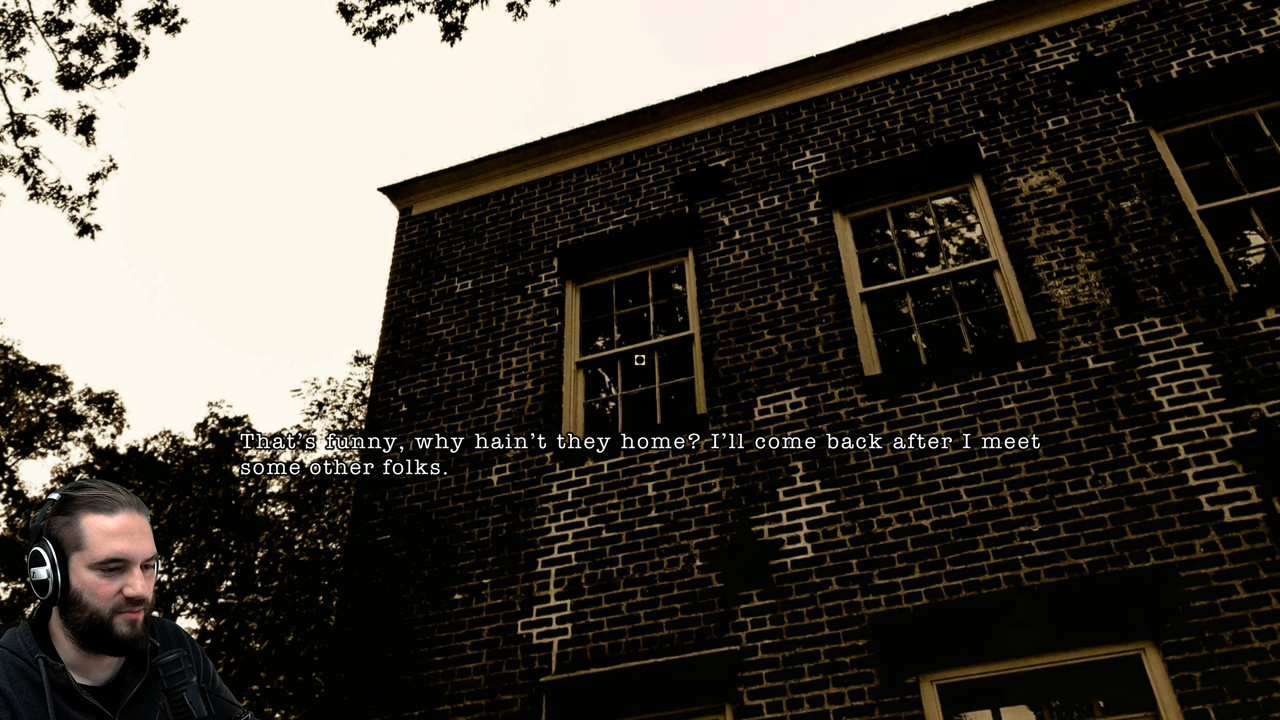 That's funny, why hain't they home? I'll come back after I meet
some other folks.